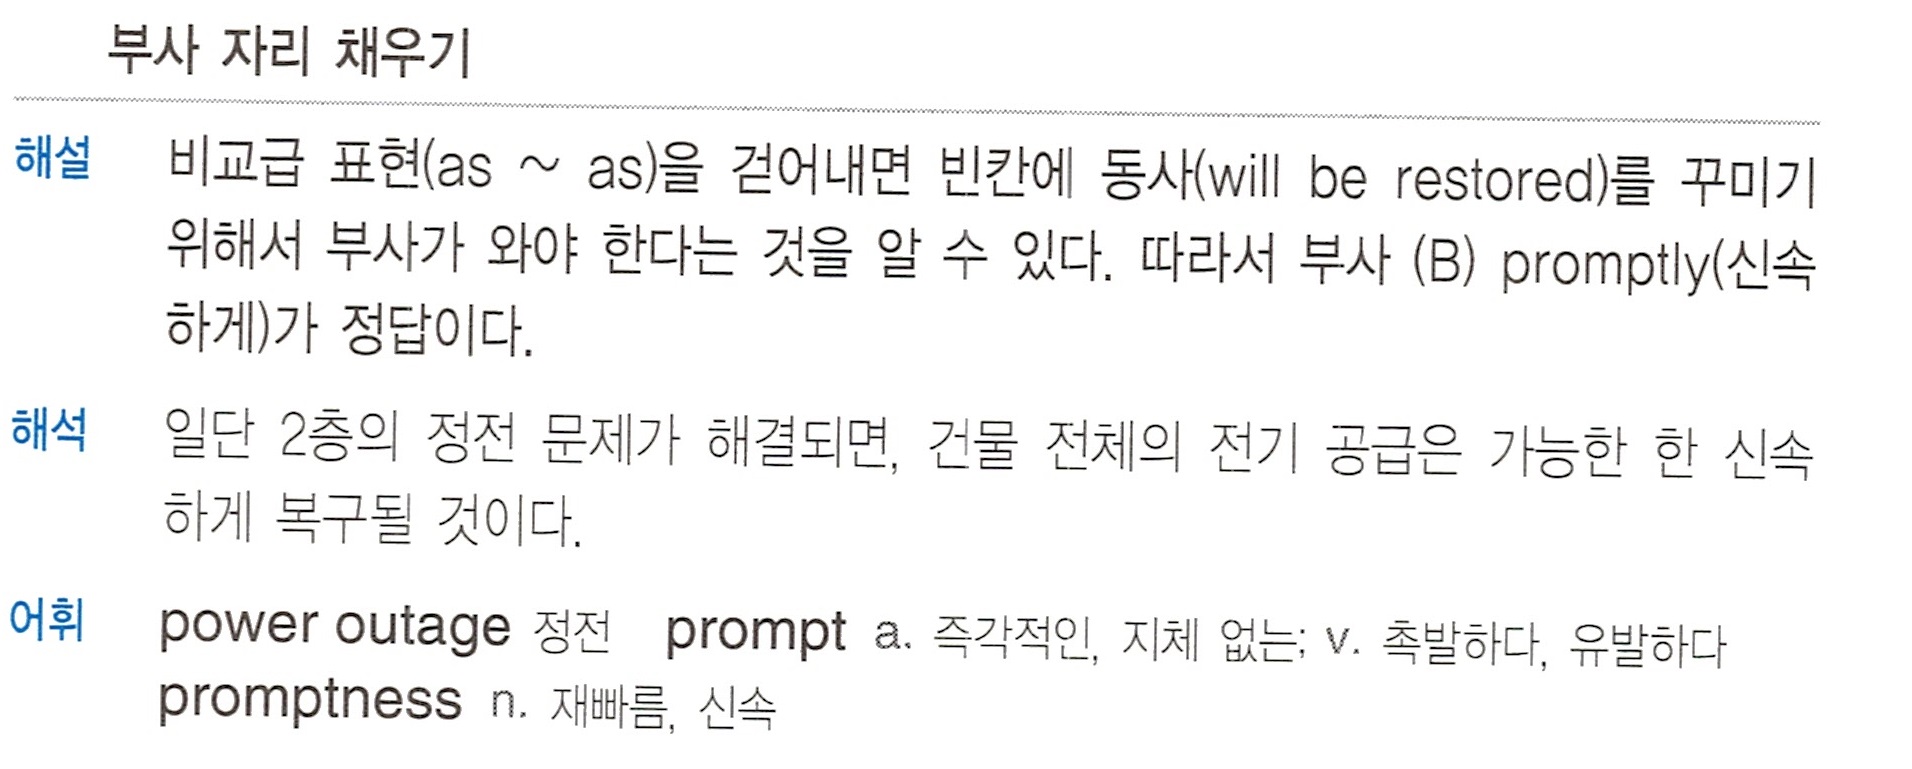 부사 자리 채우기
해설 비교급 표현(as ~ as)을 걷어내면 빈칸에 동사(will be restored)를 꾸미기
위해서 부사가 와야 한다는 것을 알 수 있다. 따라서 부사 (B) promptly(신속
하게)가 정답이다.
해석 일단 2층의 정전 문제가 해결되면, 건물 전체의 전기 공급은 가능한 한 신속
하게 복구될 것이다.
어휘 power outage 정전 prompt a. 즉각적인, 지체 없는; v. 촉발하다, 유발하다
promptness n. 재빠름, 신속